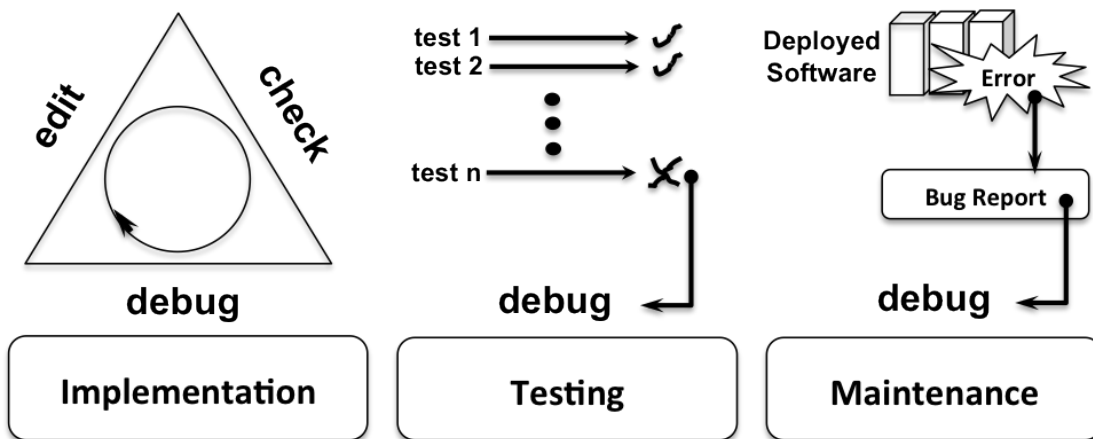 edit
check
debug
Implementation
test 1
test 2
test n
debug
Testing
Deployed
Software
Error
Bug Report
debug
Maintenance